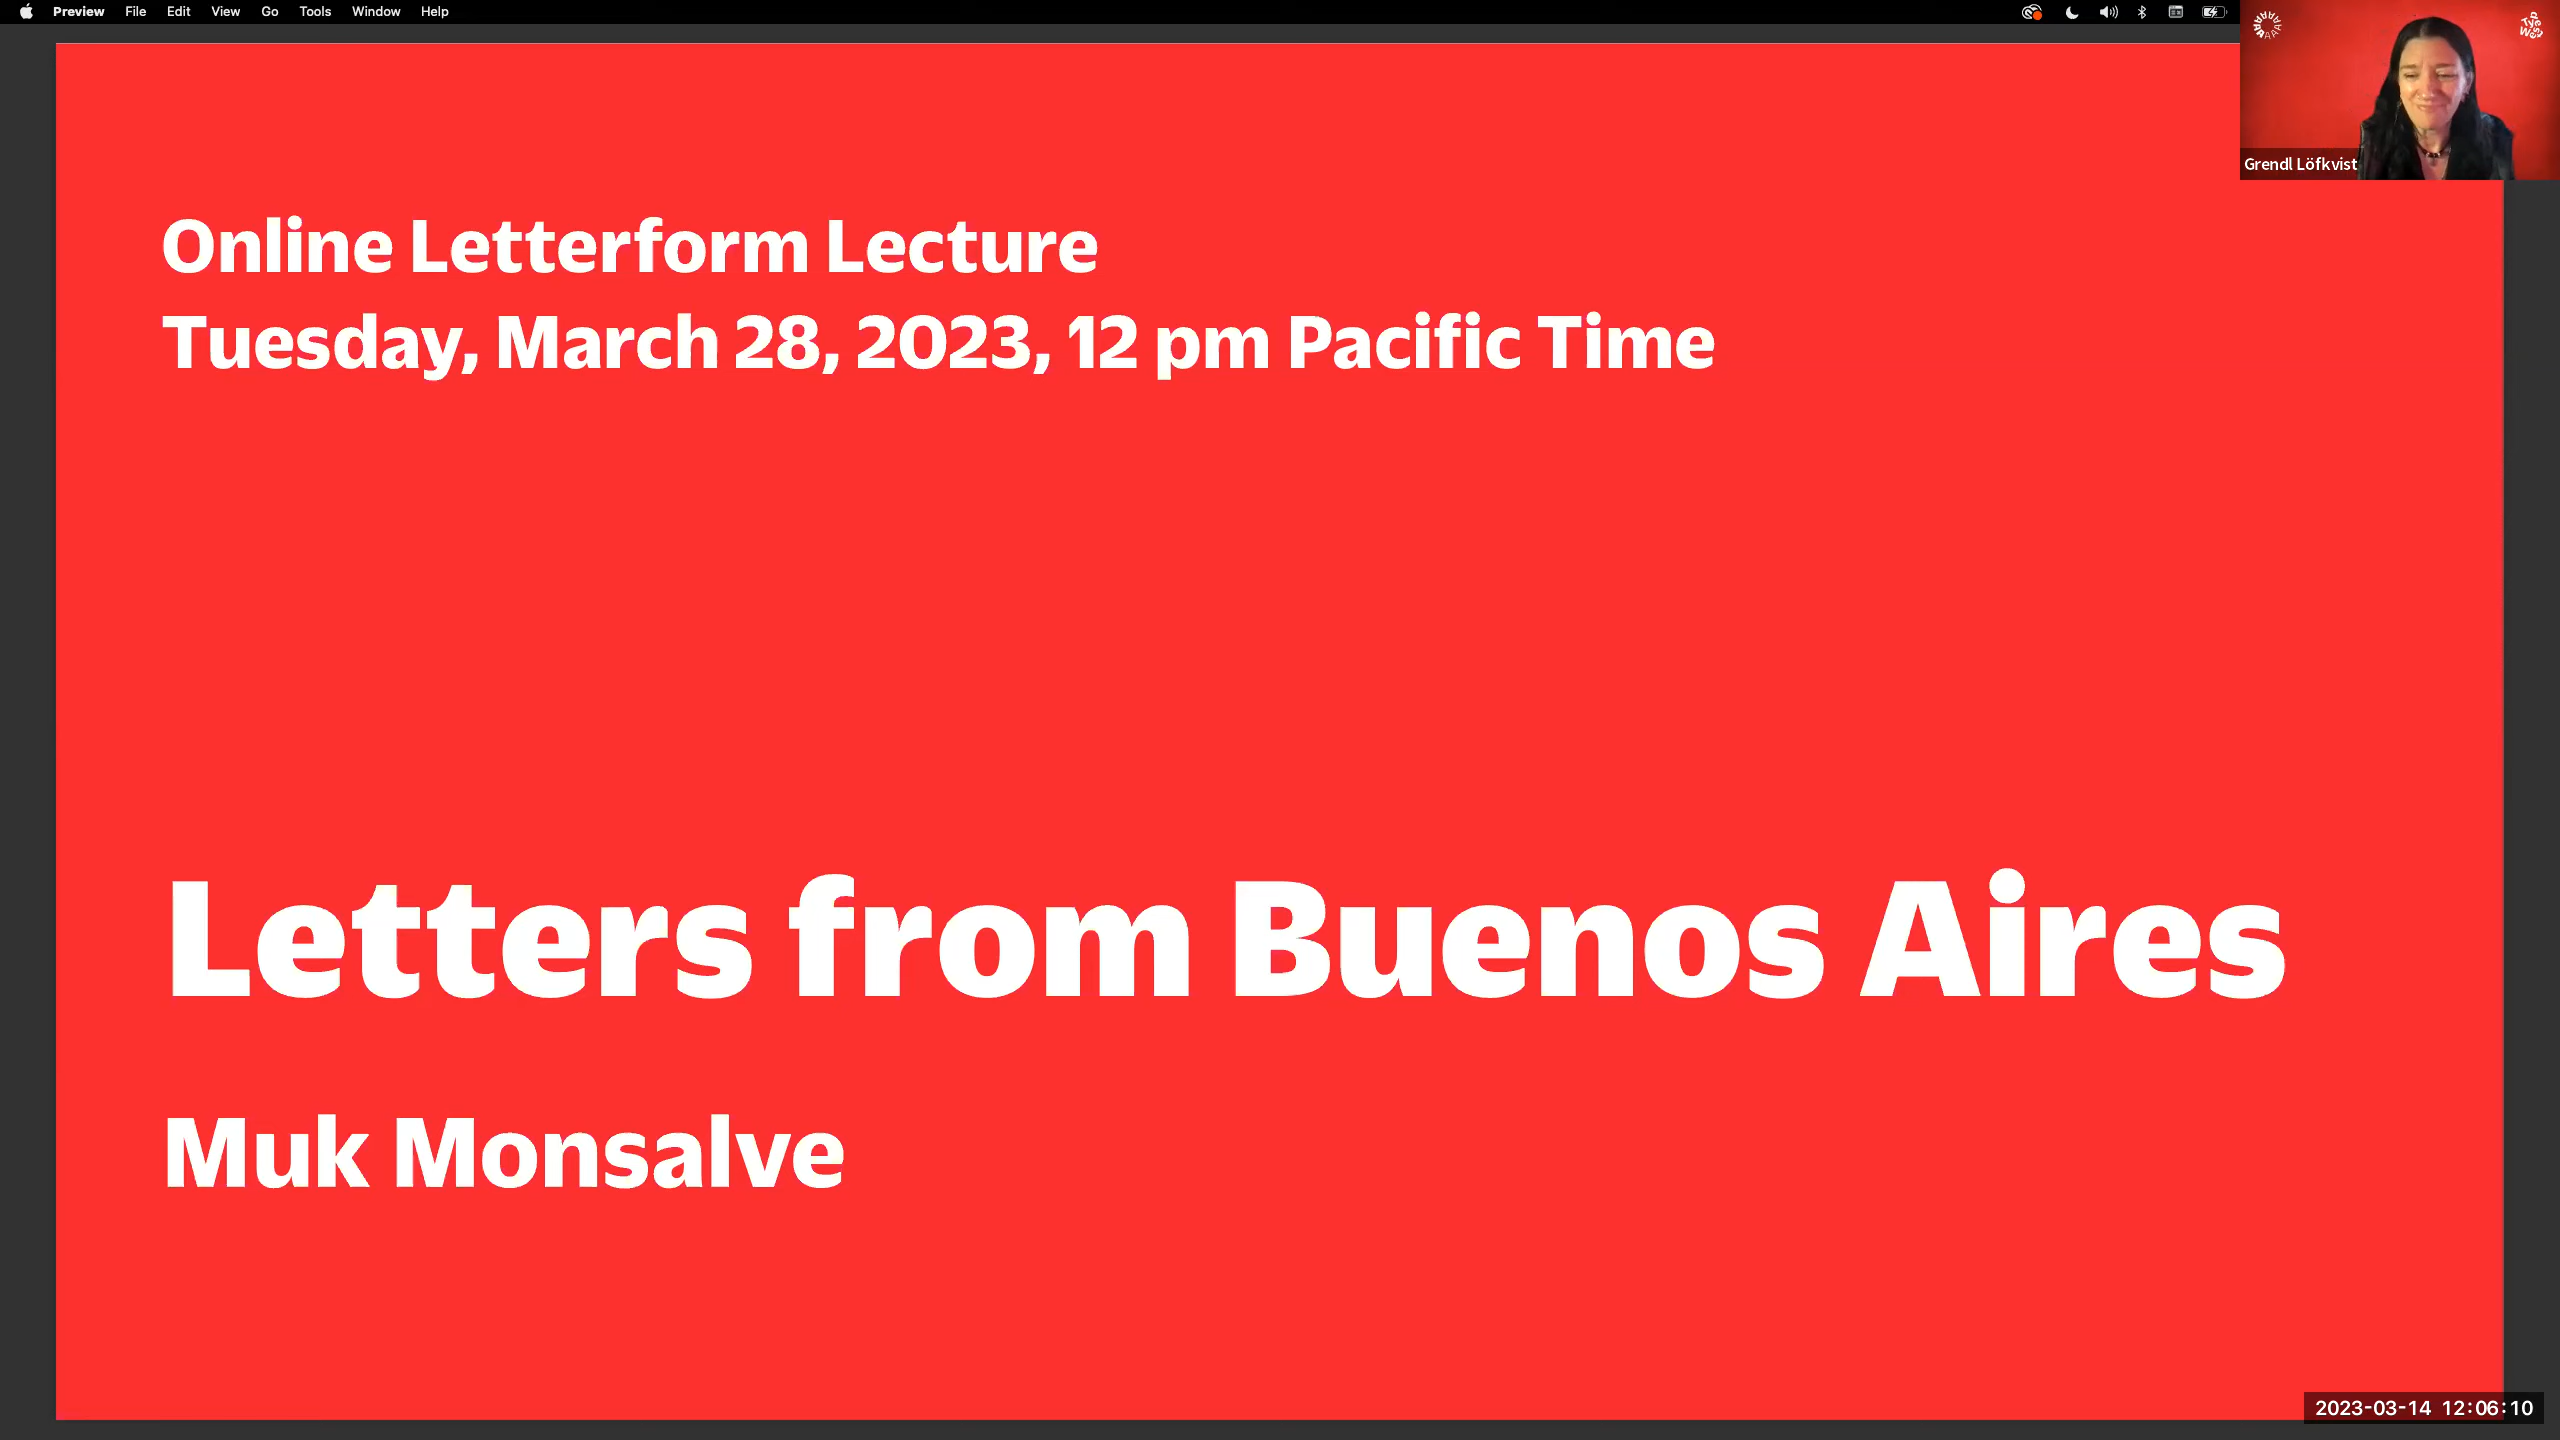 Preview File Edit View Go Tools Window Help
Grendl Löfkvist
Online Letterform Lecture
Tuesday, March 28, 2023, 12 pm Pacific Time
Letters from Buenos Aires
Muk Monsalve
2023-03-14 12:06:10